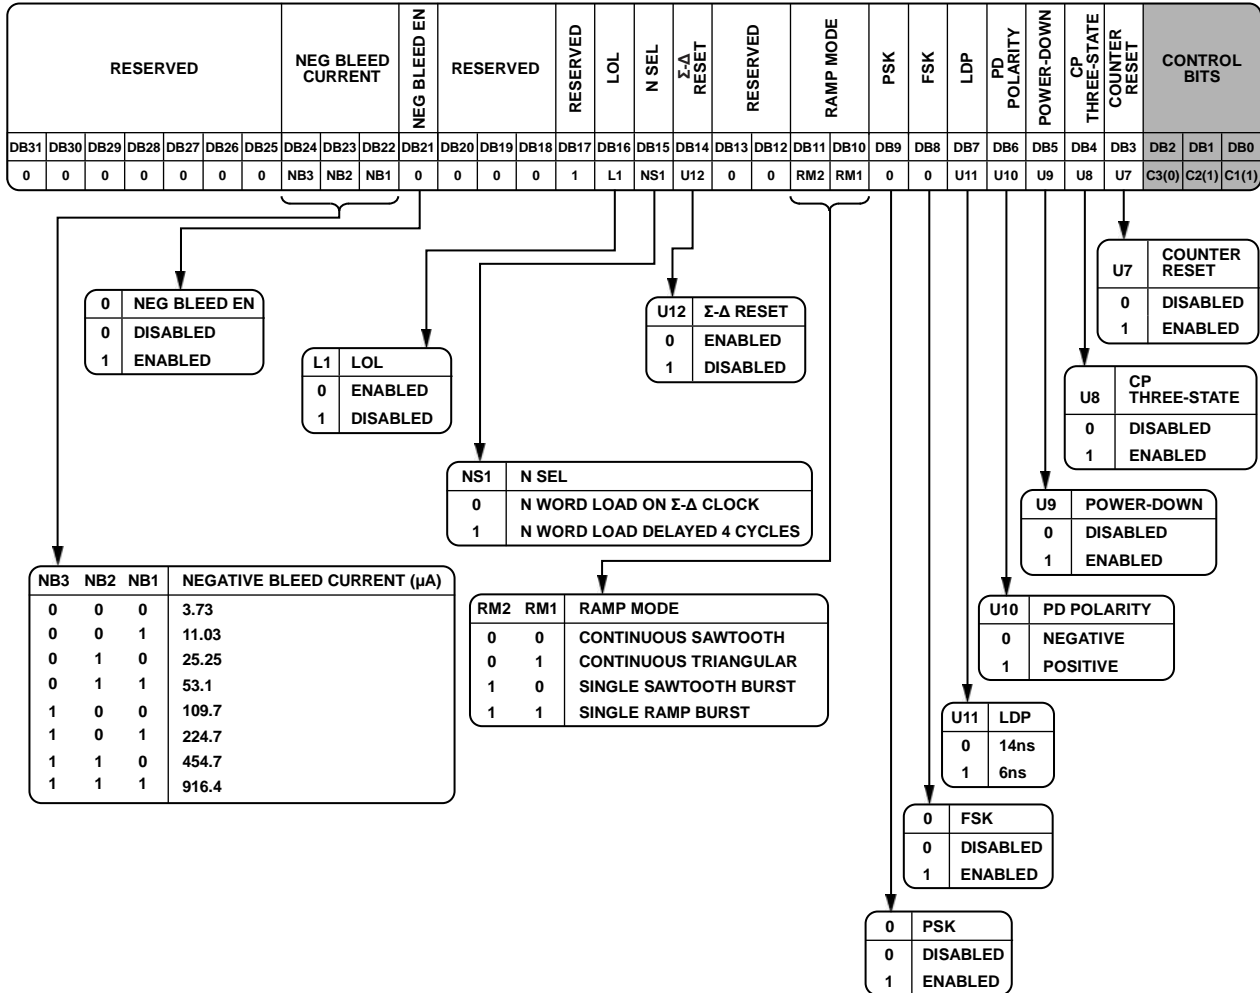 RESERVED
NEG BLEED
CURRENT
NEG BLEED EN
RESERVED
RESERVED
LOL
N SEL
Σ-Δ
RESET
RESERVED
RAMP MODE
PSK
FSK
LDP
PD
POLARITY
POWER-DOWN
CP
THREE-STATE
COUNTER
RESET
CONTROL
BITS
DB31 DB30 DB29 DB28 DB27 DB26 DB25 DB24 DB23 DB22 DB21 DB20 DB19 DB18 DB17 DB16 DB15 DB14 DB13 DB12 DB11 DB10 DB9 DB8 DB7 DB6 DB5 DB4 DB3 DB2 DB1 DB0
0 0 0 0 0 0 0 NB3 NB2 NB1 0 0 0 0 1 L1 NS1 U12 0 0 RM2 RM1 0 0 U11 U10 U9 U8 U7 C3(0) C2(1) C1(1)
0 NEG BLEED EN
0 DISABLED
1 ENABLED
L1 LOL
0 ENABLED
1 DISABLED
U12 Σ-Δ RESET
0 ENABLED
1 DISABLED
U7 COUNTER
RESET
0 DISABLED
1 ENABLED
U8 CP
THREE-STATE
0 DISABLED
1 ENABLED
NS1 N SEL
0 N WORD LOAD ON Σ-Δ CLOCK
1 N WORD LOAD DELAYED 4 CYCLES
U9 POWER-DOWN
0 DISABLED
1 ENABLED
NB3 NB2 NB1 NEGATIVE BLEED CURRENT (µA)
0 0 0 3.73
0 0 1 11.03
0 1 0 25.25
0 1 1 53.1
1 0 0 109.7
1 0 1 224.7
1 1 0 454.7
1 1 1 916.4
RM2 RM1 RAMP MODE
0 0 CONTINUOUS SAWTOOTH
0 1 CONTINUOUS TRIANGULAR
1 0 SINGLE SAWTOOTH BURST
1 1 SINGLE RAMP BURST
U10 PD POLARITY
0 NEGATIVE
1 POSITIVE
U11 LDP
0 14ns
1 6ns
0 FSK
0 DISABLED
1 ENABLED
0 PSK
0 DISABLED
1 ENABLED